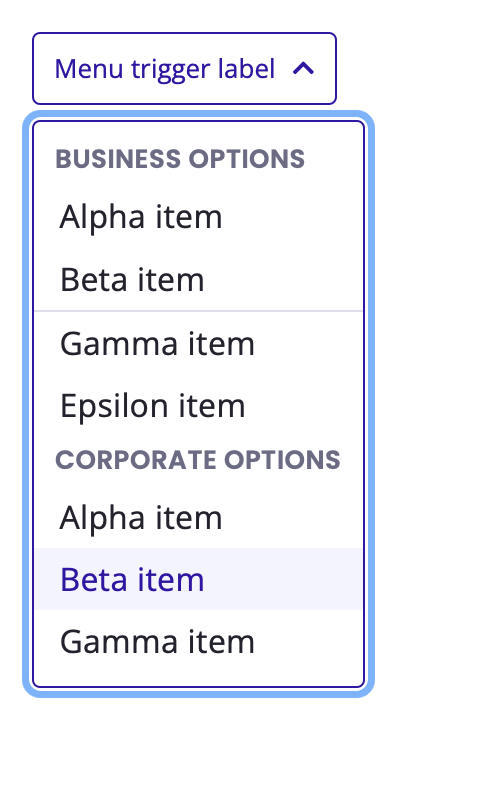 Menu trigger label
BUSINESS OPTIONS
Alpha item
Beta item
Gamma item
Epsilon item
CORPORATE OPTIONS
Alpha item
Beta item
Gamma item